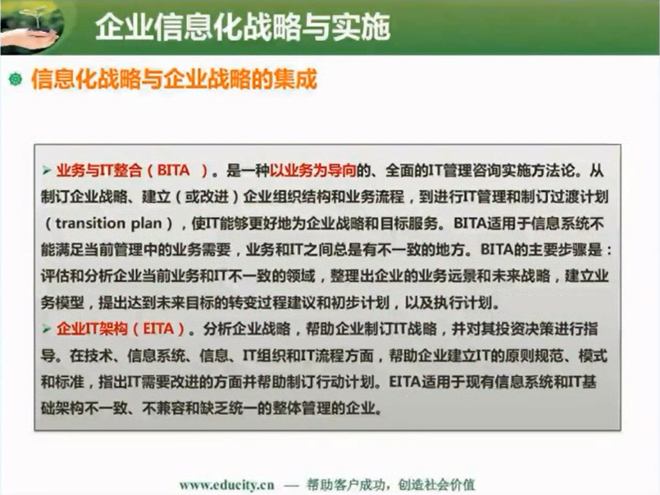 企业信息化战略与实施
信息化战略与企业战略的集成
业务与IT整合（BITA ）。是一种以业务为导向的、全面的IT管理咨询实施方法论。从
制订企业战略、建立（或改进）企业组织结构和业务流程，到进行IT管理和制订过渡计划
（transition plan），使IT能够更好地为企业战略和目标服务。BITA适用于信息系统不
能满足当前管理中的业务需要，业务和IT之间总是有不一致的地方。BITA的主要步骤是：
评估和分析企业当前业务和IT不一致的领域，整理出企业的业务远景和未来战略，建立业
务模型，提出达到未来目标的转变过程建议和初步计划，以及执行计划。
企业IT架构（EITA）。分析企业战略，帮助企业制订IT战略，并对其投资决策进行指
导。在技术、信息系统、信息、IT组织和IT流程方面，帮助企业建立IT的原则规范、模式
和标准，指出IT需要改进的方面并帮助制订行动计划。EITA适用于现有信息系统和IT基
础架构不一致、不兼容和缺乏统一的整体管理的企业。
www.educity.cn — 帮助客户成功，创造社会价值